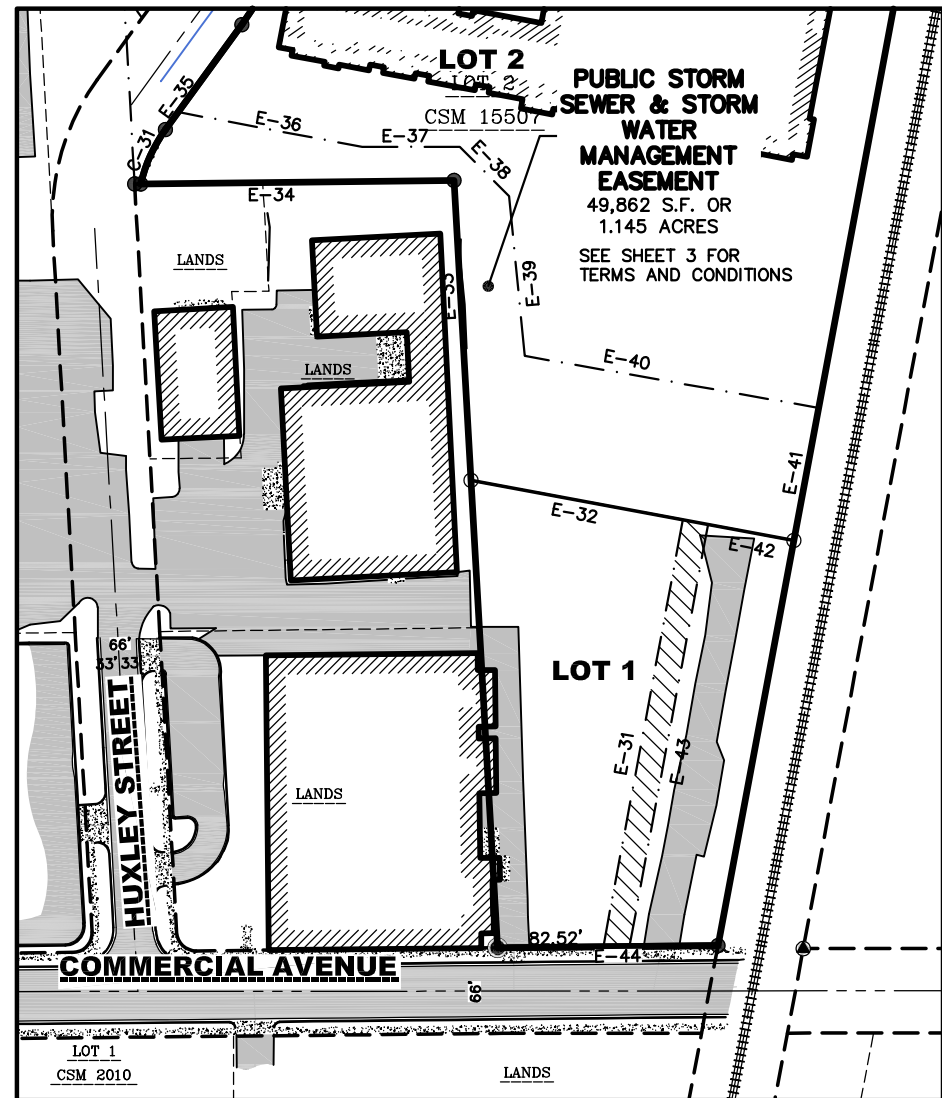 LOT 2
LOT 2
CSM 15507
PUBLIC STORM
SEWER & STORM
WATER
MANAGEMENT
EASEMENT
49,862 S.F. OR
1.145 ACRES
SEE SHEET 3 FOR
TERMS AND CONDITIONS
E-35
C-31
E-36
E-37
E-38
E-34
E-33
E-39
E-40
LANDS
LANDS
E-41
E-32
E-42
66'
33' 33'
LOT 1
HUXLEY STREET
E-31
E-43
LANDS
82.52'
E-44
COMMERCIAL AVENUE
66'
LOT 1
CSM 2010
LANDS